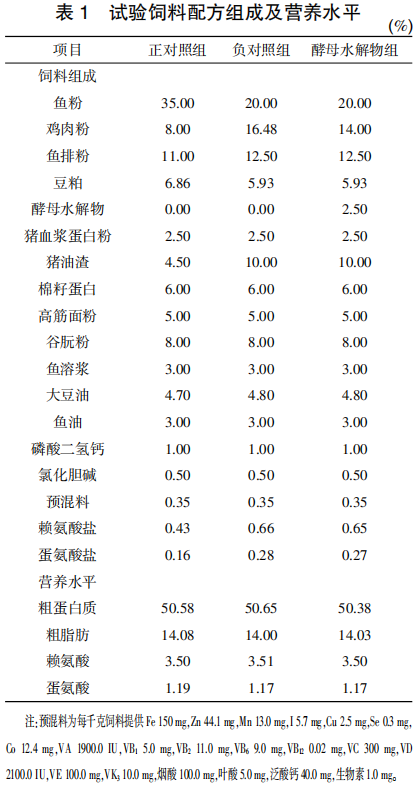 表 1 试验饲料配方组成及营养水平
(%)
项目 正对照组 负对照组 酵母水解物组
饲料组成
鱼粉 35.00 20.00 20.00
鸡肉粉 8.00 16.48 14.00
鱼排粉 11.00 12.50 12.50
豆粕 6.86 5.93 5.93
酵母水解物 0.00 0.00 2.50
猪血浆蛋白粉 2.50 2.50 2.50
猪油渣 4.50 10.00 10.00
棉籽蛋白 6.00 6.00 6.00
高筋面粉 5.00 5.00 5.00
谷朊粉 8.00 8.00 8.00
鱼溶浆 3.00 3.00 3.00
大豆油 4.70 4.80 4.80
鱼油 3.00 3.00 3.00
磷酸二氢钙 1.00 1.00 1.00
氯化胆碱 0.50 0.50 0.50
预混料 0.35 0.35 0.35
赖氨酸盐 0.43 0.66 0.65
蛋氨酸盐 0.16 0.28 0.27
营养水平
粗蛋白质 50.58 50.65 50.38
粗脂肪 14.08 14.00 14.03
赖氨酸 3.50 3.51 3.50
蛋氨酸 1.19 1.17 1.17
注:预混料为每千克饲料提供 Fe 150 mg,Zn 44.1 mg,Mn 13.0 mg,I 5.7 mg,Cu 2.5 mg,Se 0.3 mg,
Co 12.4 mg,VA 1900.0 IU,VB₁ 5.0 mg,VB₂ 11.0 mg,VB₆ 9.0 mg,VB₁₂ 0.02 mg,VC 300 mg,VD
2100.0 IU,VE 100.0 mg,VK₃ 10.0 mg,烟酸 100.0 mg,叶酸 5.0 mg,泛酸钙 40.0 mg,生物素 1.0 mg。